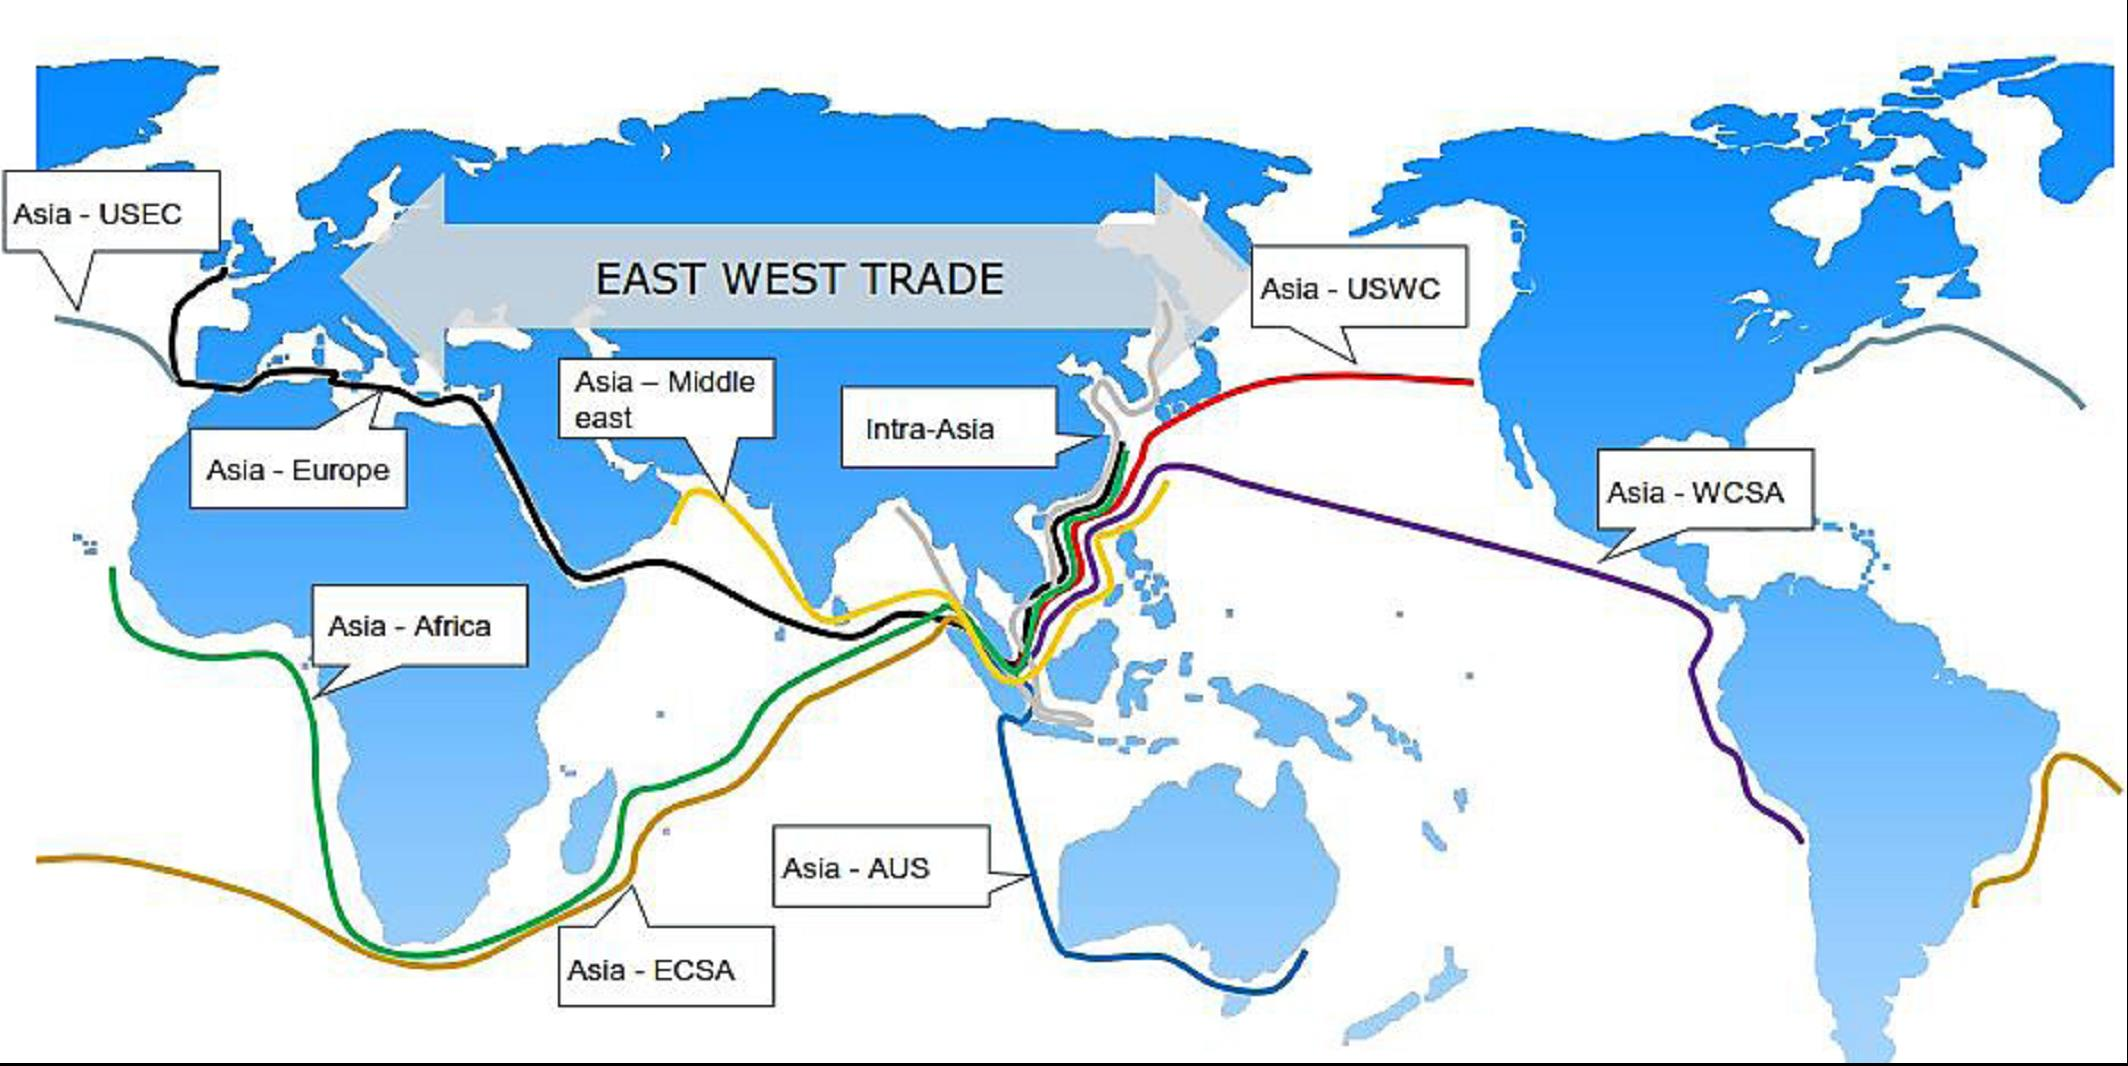 Asia - USEC
EAST WEST TRADE
Asia - USWC
Asia – Middle
east
Intra-Asia
Asia - Europe
Asia - WCSA
Asia - Africa
Asia - AUS
Asia - ECSA